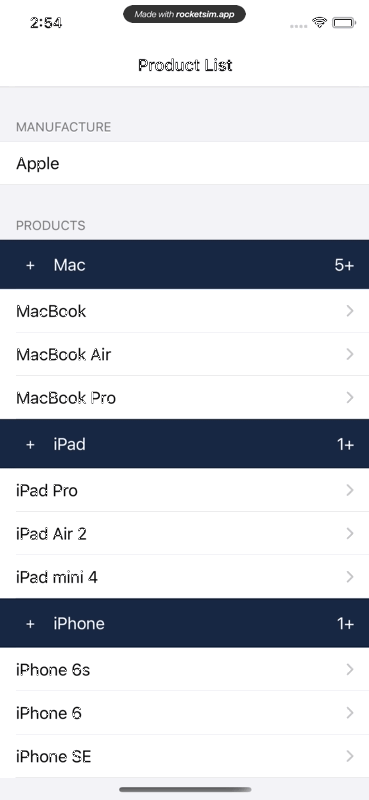 2:54
Made with rocketsim.app
Product List
MANUFACTURE
Apple
PRODUCTS
+ Mac 5+
MacBook
MacBook Air
MacBook Pro
+ iPad 1+
iPad Pro
iPad Air 2
iPad mini 4
+ iPhone 1+
iPhone 6s
iPhone 6
iPhone SE